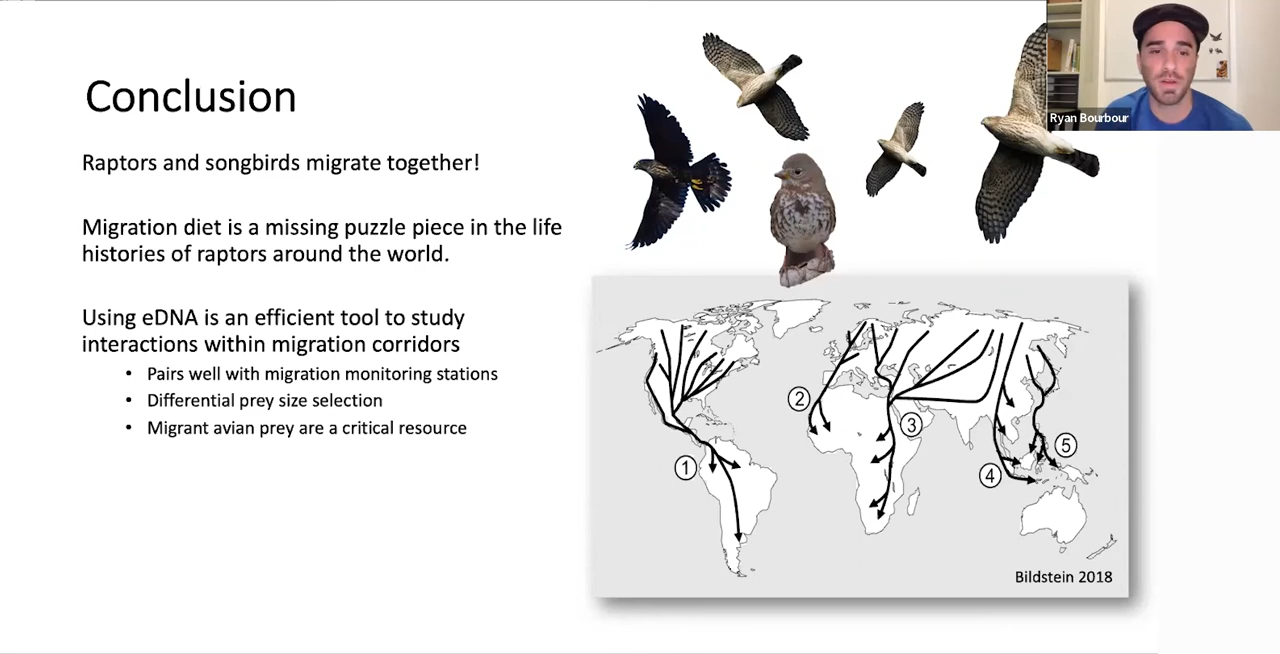 Conclusion
Raptors and songbirds migrate together!
Migration diet is a missing puzzle piece in the life
histories of raptors around the world.
Using eDNA is an efficient tool to study
interactions within migration corridors
• Pairs well with migration monitoring stations
• Differential prey size selection
• Migrant avian prey are a critical resource
Ryan Bourbour
1
2
3
4
5
Bildstein 2018